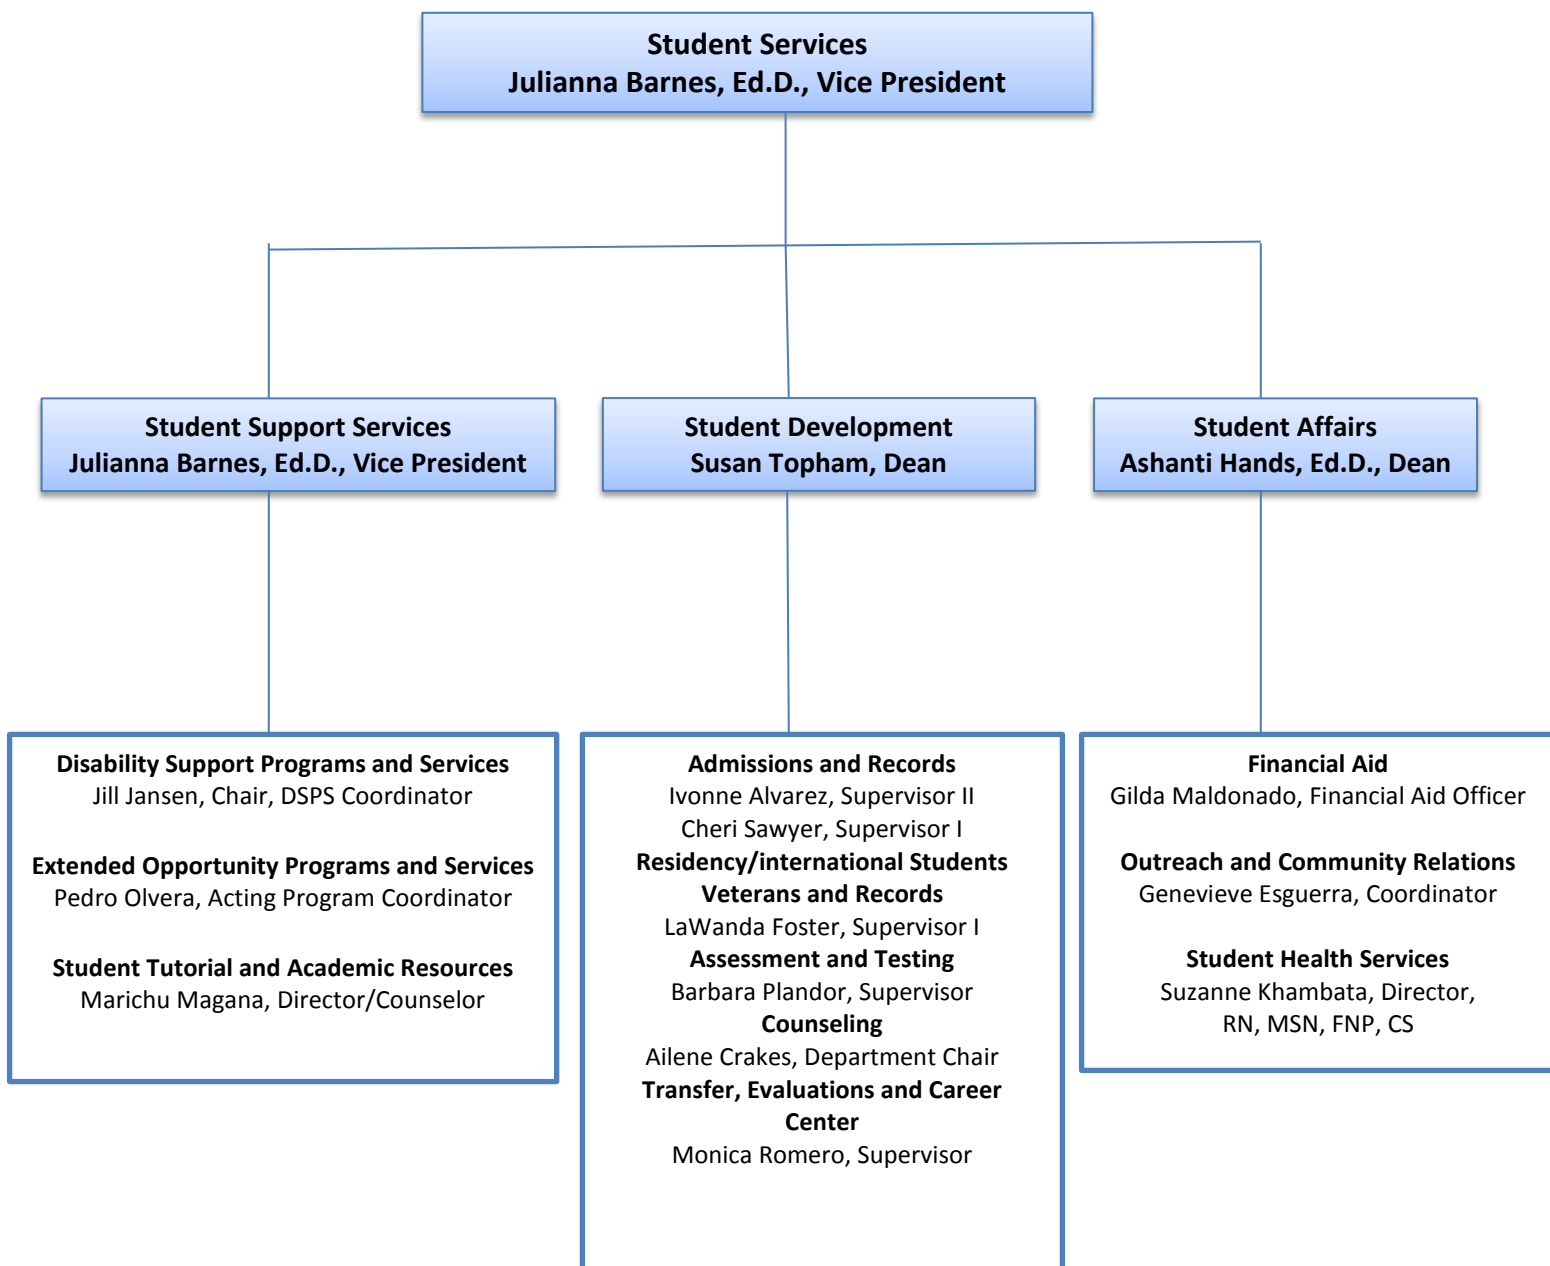 Student Services
Julianna Barnes, Ed.D., Vice President
Student Support Services
Julianna Barnes, Ed.D., Vice President
Student Development
Susan Topham, Dean
Student Affairs
Ashanti Hands, Ed.D., Dean
Disability Support Programs and Services
Jill Jansen, Chair, DSPS Coordinator
Extended Opportunity Programs and Services
Pedro Olvera, Acting Program Coordinator
Student Tutorial and Academic Resources
Marichu Magana, Director/Counselor
Admissions and Records
Ivonne Alvarez, Supervisor II
Cheri Sawyer, Supervisor I
Residency/international Students
Veterans and Records
LaWanda Foster, Supervisor I
Assessment and Testing
Barbara Plandor, Supervisor
Counseling
Ailene Crakes, Department Chair
Transfer, Evaluations and Career
Center
Monica Romero, Supervisor
Financial Aid
Gilda Maldonado, Financial Aid Officer
Outreach and Community Relations
Genevieve Esguerra, Coordinator
Student Health Services
Suzanne Khambata, Director,
RN, MSN, FNP, CS